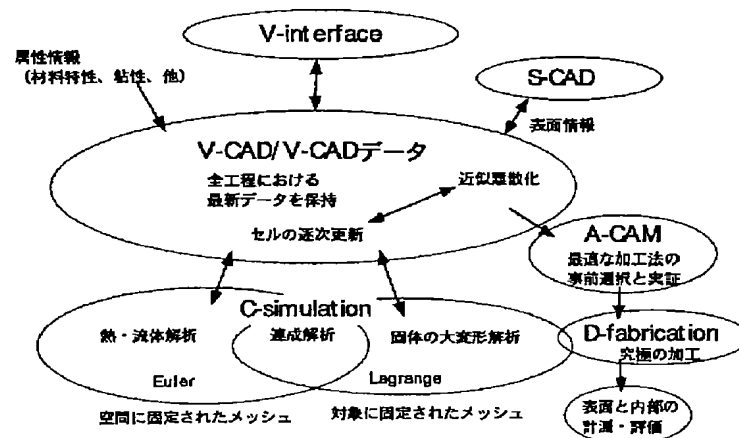 V-interface
属性情報
(材料特性、粘性、他)
S-CAD
表面情報
V-CAD/V-CADデータ
全工程における
最新データを保持
近似離散化
セルの逐次更新
A-CAM
最適な加工法の
事前選択と実証
C-simulation
熱・流体解析
連成解析
固体の大変形解析
D-fabrication
究極の加工
Euler
Lagrange
空間に固定されたメッシュ
対象に固定されたメッシュ
表面と内部の
計測・評価